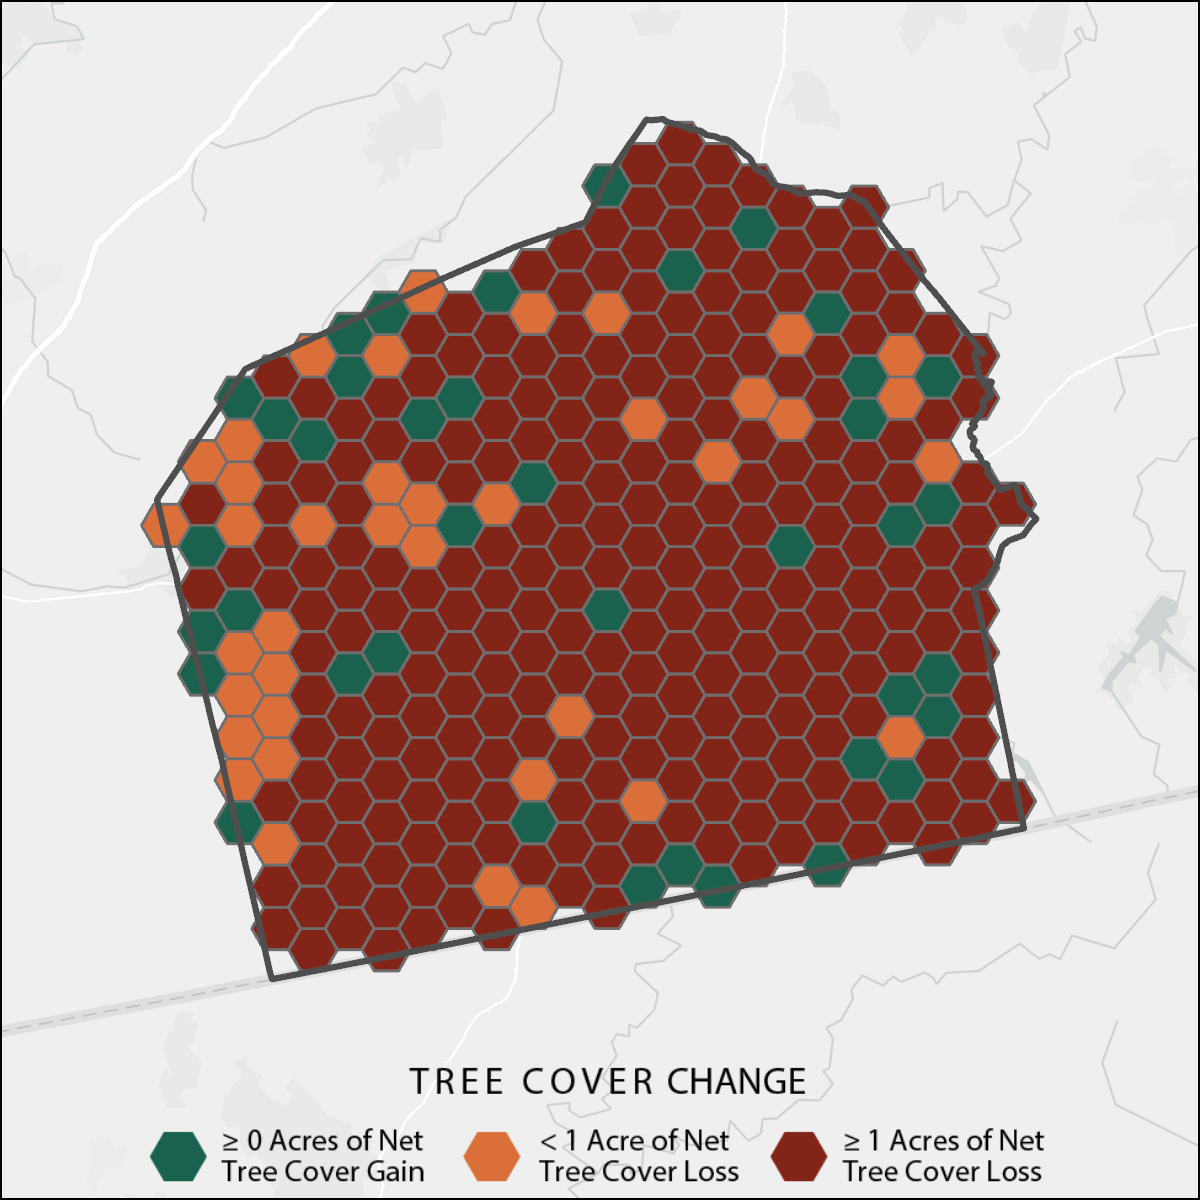 TREE COVER CHANGE
≥ 0 Acres of Net
Tree Cover Gain
< 1 Acre of Net
Tree Cover Loss
≥ 1 Acres of Net
Tree Cover Loss